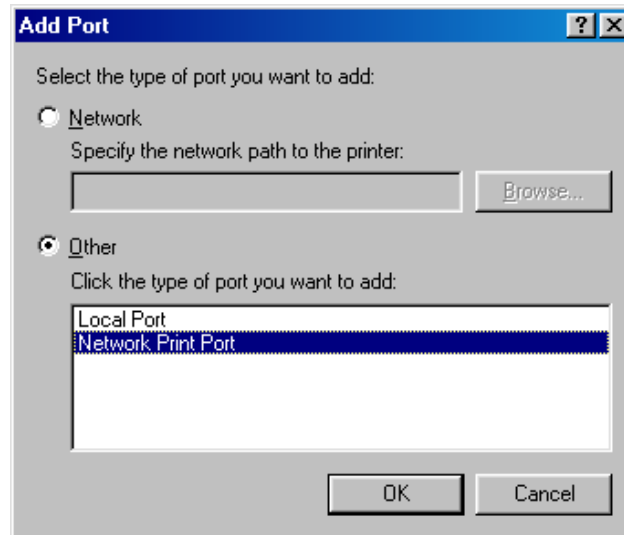 Add Port
Select the type of port you want to add:
Network
Specify the network path to the printer:
Browse...
Other
Click the type of port you want to add:
Local Port
Network Print Port
OK Cancel